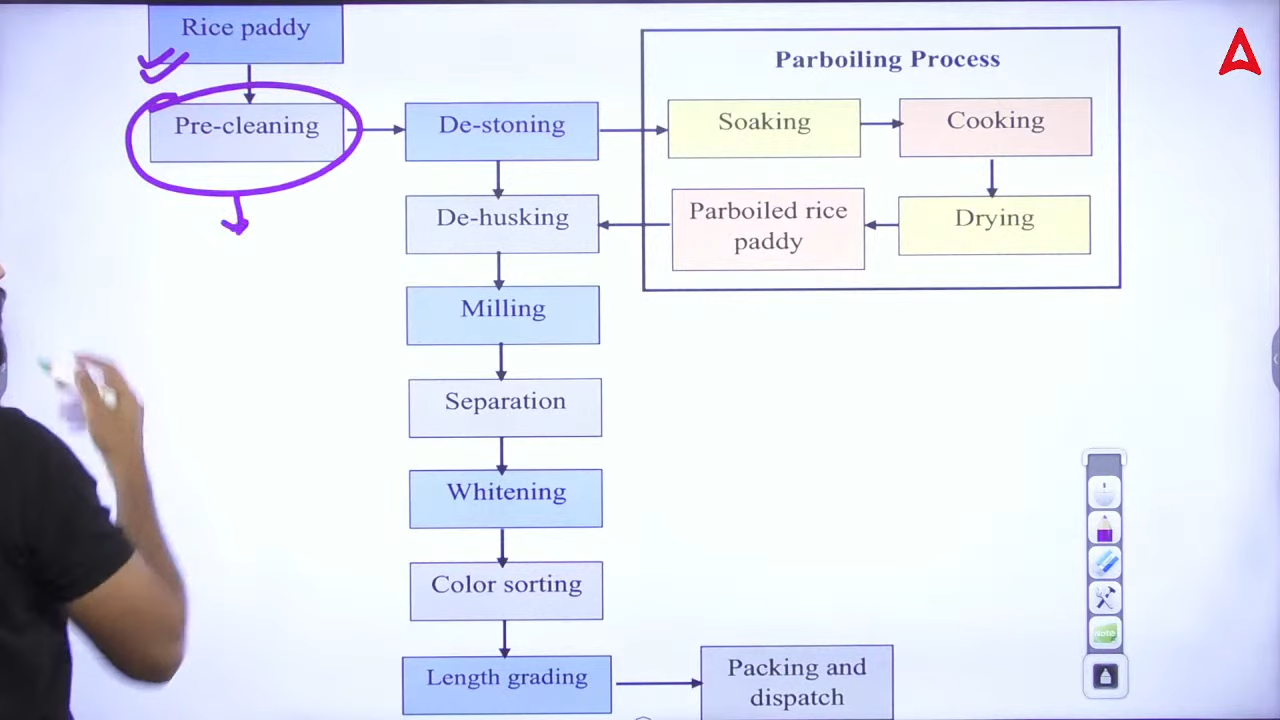 Rice paddy
Pre-cleaning
De-stoning
De-husking
Milling
Separation
Whitening
Color sorting
Length grading
Packing and
dispatch
Parboiling Process
Soaking
Cooking
Drying
Parboiled rice
paddy